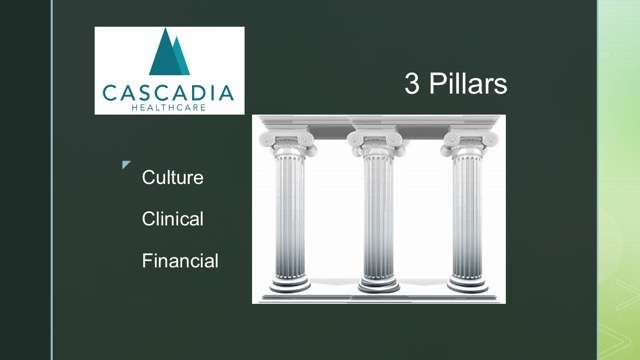 CASCADIA
HEALTHCARE
3 Pillars
Culture
Clinical
Financial